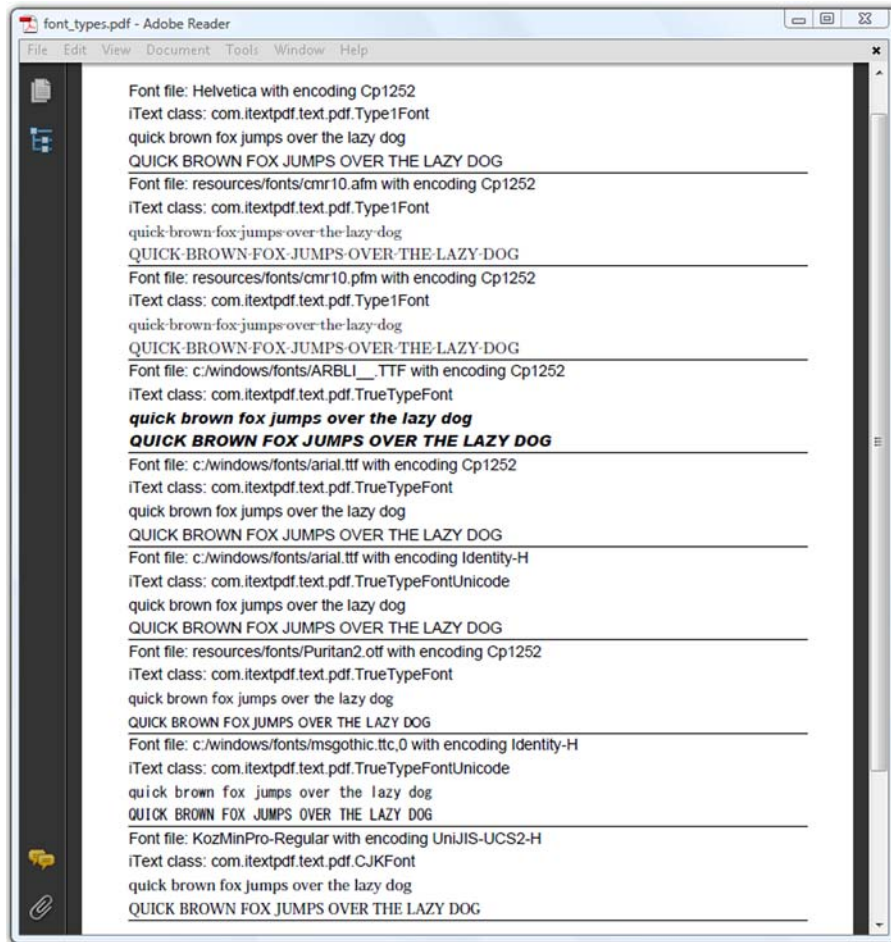 font_types.pdf - Adobe Reader
File Edit View Document Tools Window Help
Font file: Helvetica with encoding Cp1252
iText class: com.itextpdf.text.pdf.Type1Font
quick brown fox jumps over the lazy dog
QUICK BROWN FOX JUMPS OVER THE LAZY DOG
Font file: resources/fonts/cmr10.afm with encoding Cp1252
iText class: com.itextpdf.text.pdf.Type1Font
quick-brown-fox-jumps-over-the-lazy-dog
QUICK-BROWN-FOX-JUMPS-OVER-THE-LAZY-DOG
Font file: resources/fonts/cmr10.pfm with encoding Cp1252
iText class: com.itextpdf.text.pdf.Type1Font
quick-brown-fox-jumps-over-the-lazy-dog
QUICK-BROWN-FOX-JUMPS-OVER-THE-LAZY-DOG
Font file: c:/windows/fonts/ARBLI__.TTF with encoding Cp1252
iText class: com.itextpdf.text.pdf.TrueTypeFont
quick brown fox jumps over the lazy dog
QUICK BROWN FOX JUMPS OVER THE LAZY DOG
Font file: c:/windows/fonts/arial.ttf with encoding Cp1252
iText class: com.itextpdf.text.pdf.TrueTypeFont
quick brown fox jumps over the lazy dog
QUICK BROWN FOX JUMPS OVER THE LAZY DOG
Font file: c:/windows/fonts/arial.ttf with encoding Identity-H
iText class: com.itextpdf.text.pdf.TrueTypeFontUnicode
quick brown fox jumps over the lazy dog
QUICK BROWN FOX JUMPS OVER THE LAZY DOG
Font file: resources/fonts/Puritan2.otf with encoding Cp1252
iText class: com.itextpdf.text.pdf.TrueTypeFont
quick brown fox jumps over the lazy dog
QUICK BROWN FOX JUMPS OVER THE LAZY DOG
Font file: c:/windows/fonts/msgothic.ttc,0 with encoding Identity-H
iText class: com.itextpdf.text.pdf.TrueTypeFontUnicode
quick brown fox jumps over the lazy dog
QUICK BROWN FOX JUMPS OVER THE LAZY DOG
Font file: KozMinPro-Regular with encoding UniJIS-UCS2-H
iText class: com.itextpdf.text.pdf.CJKFont
quick brown fox jumps over the lazy dog
QUICK BROWN FOX JUMPS OVER THE LAZY DOG